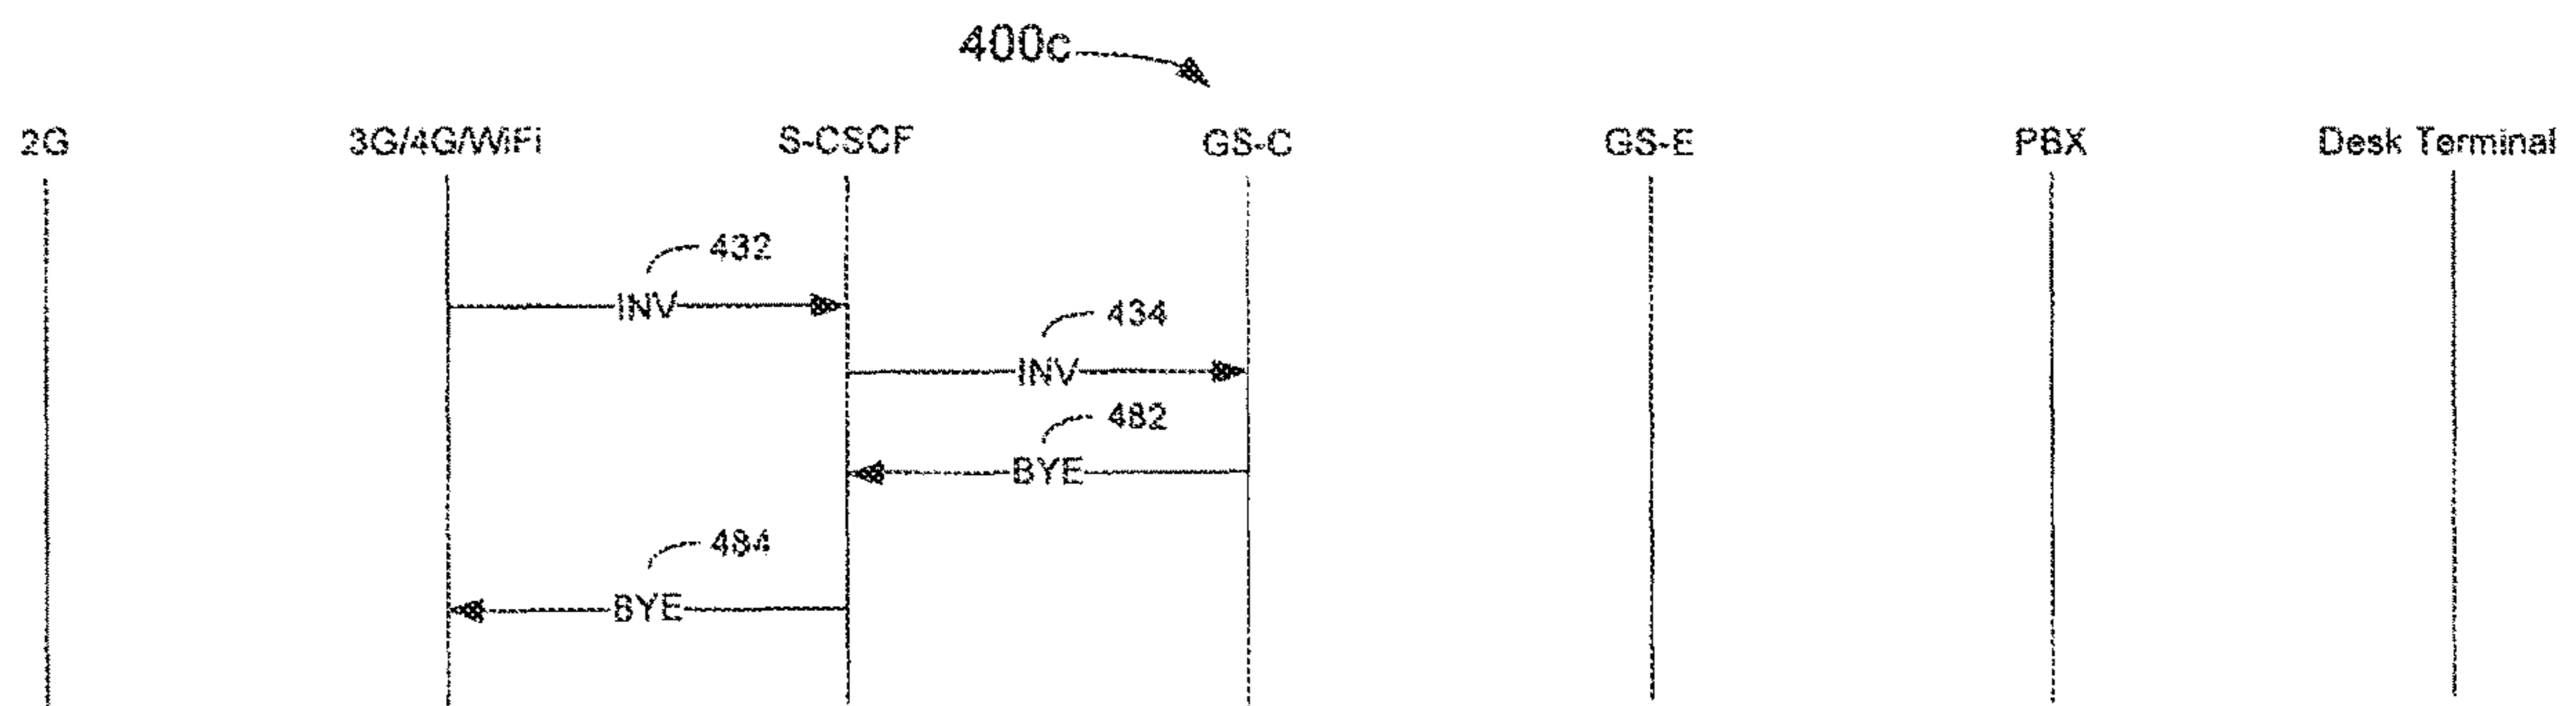 400c
2G 3G/4G/WiFi S-CSCF GS-C GS-E PBX Desk Terminal
432
INV
434
INV
482
BYE
484
BYE